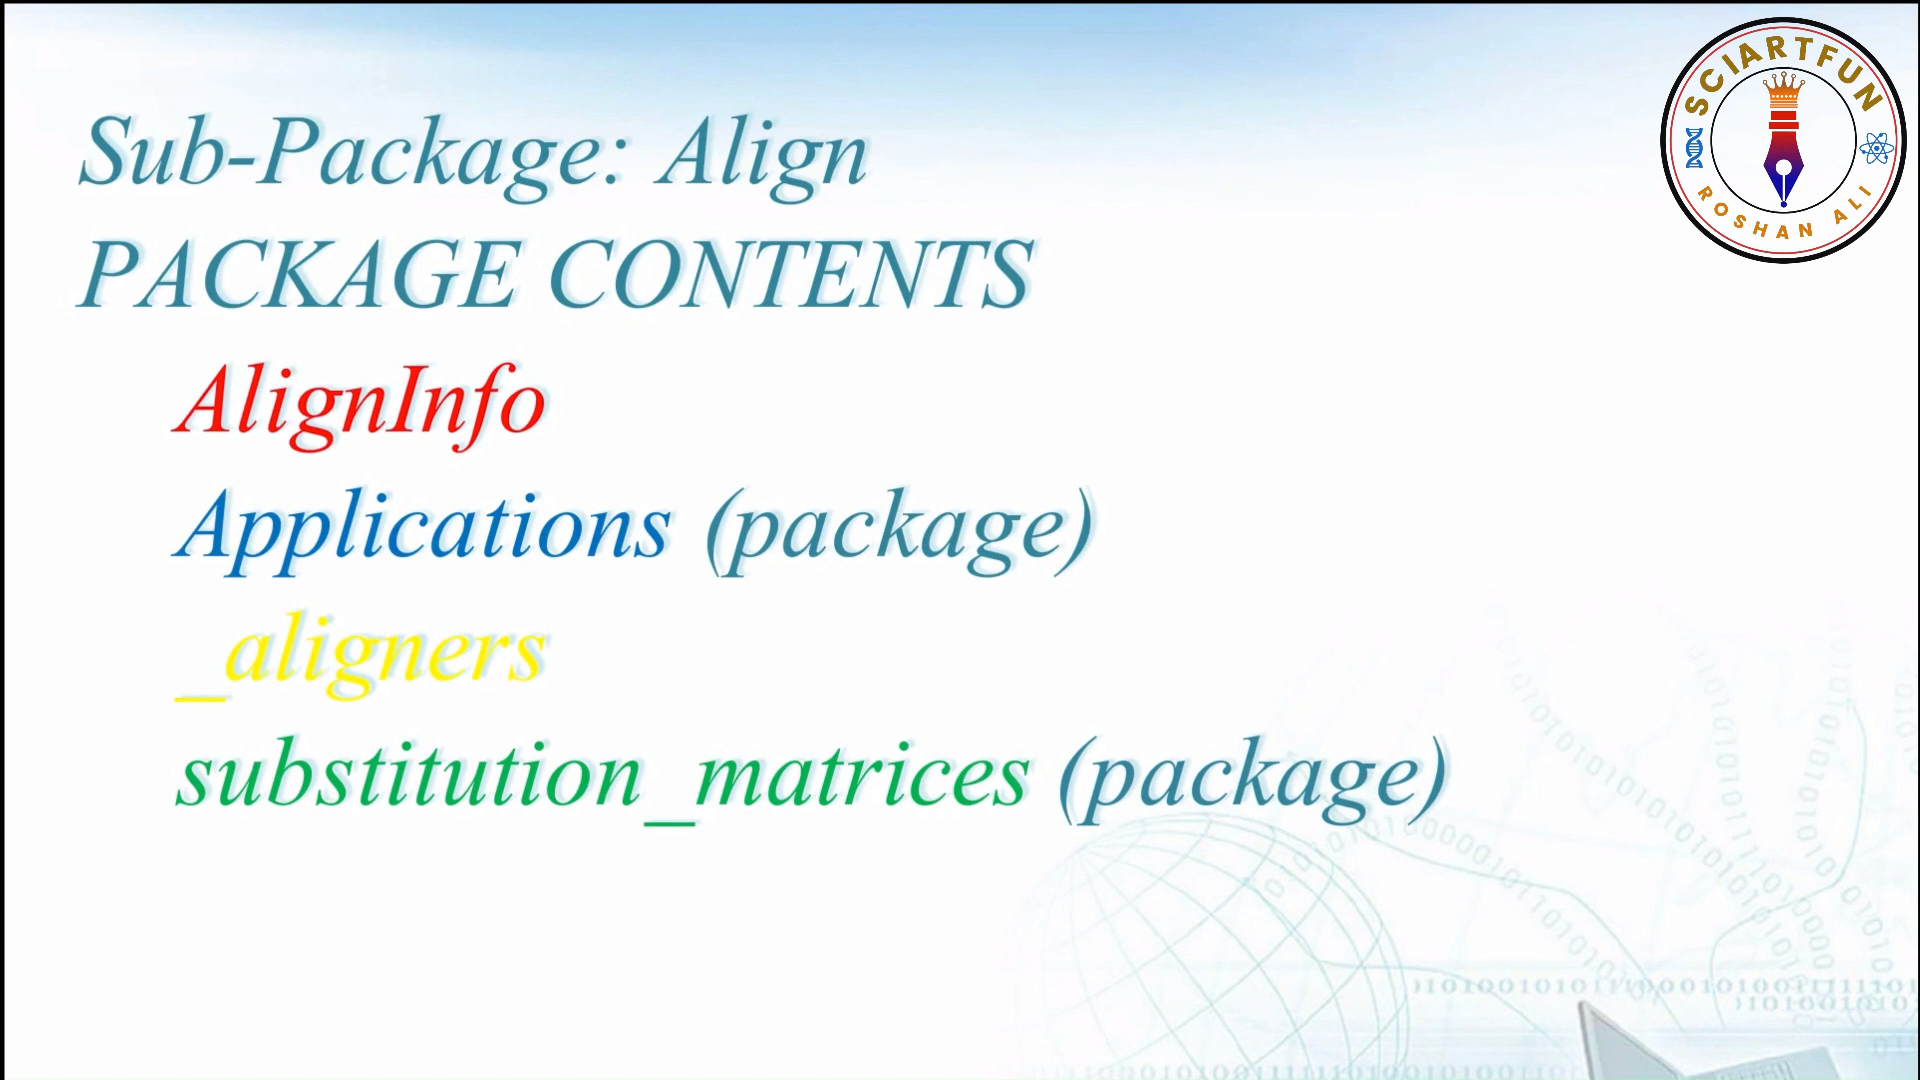 SCIARTFUN
ROSHAN ALI
Sub-Package: Align
PACKAGE CONTENTS
AlignInfo
Applications (package)
_aligners
substitution_matrices (package)